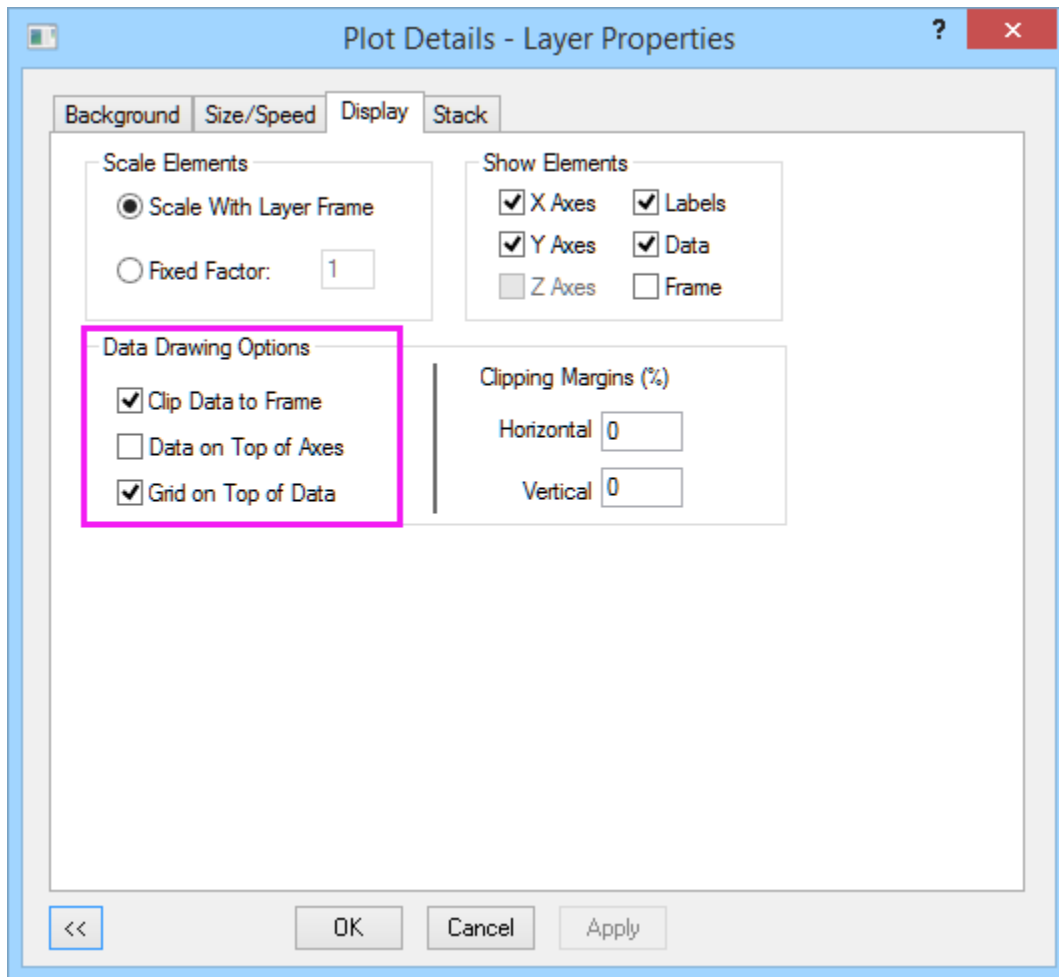 Plot Details - Layer Properties
?
Background
Size/Speed
Display
Stack
Scale Elements
Scale With Layer Frame
Fixed Factor: 1
Show Elements
X Axes
Labels
Y Axes
Data
Z Axes
Frame
Data Drawing Options
Clip Data to Frame
Data on Top of Axes
Grid on Top of Data
Clipping Margins (%)
Horizontal 0
Vertical 0
<<
OK
Cancel
Apply